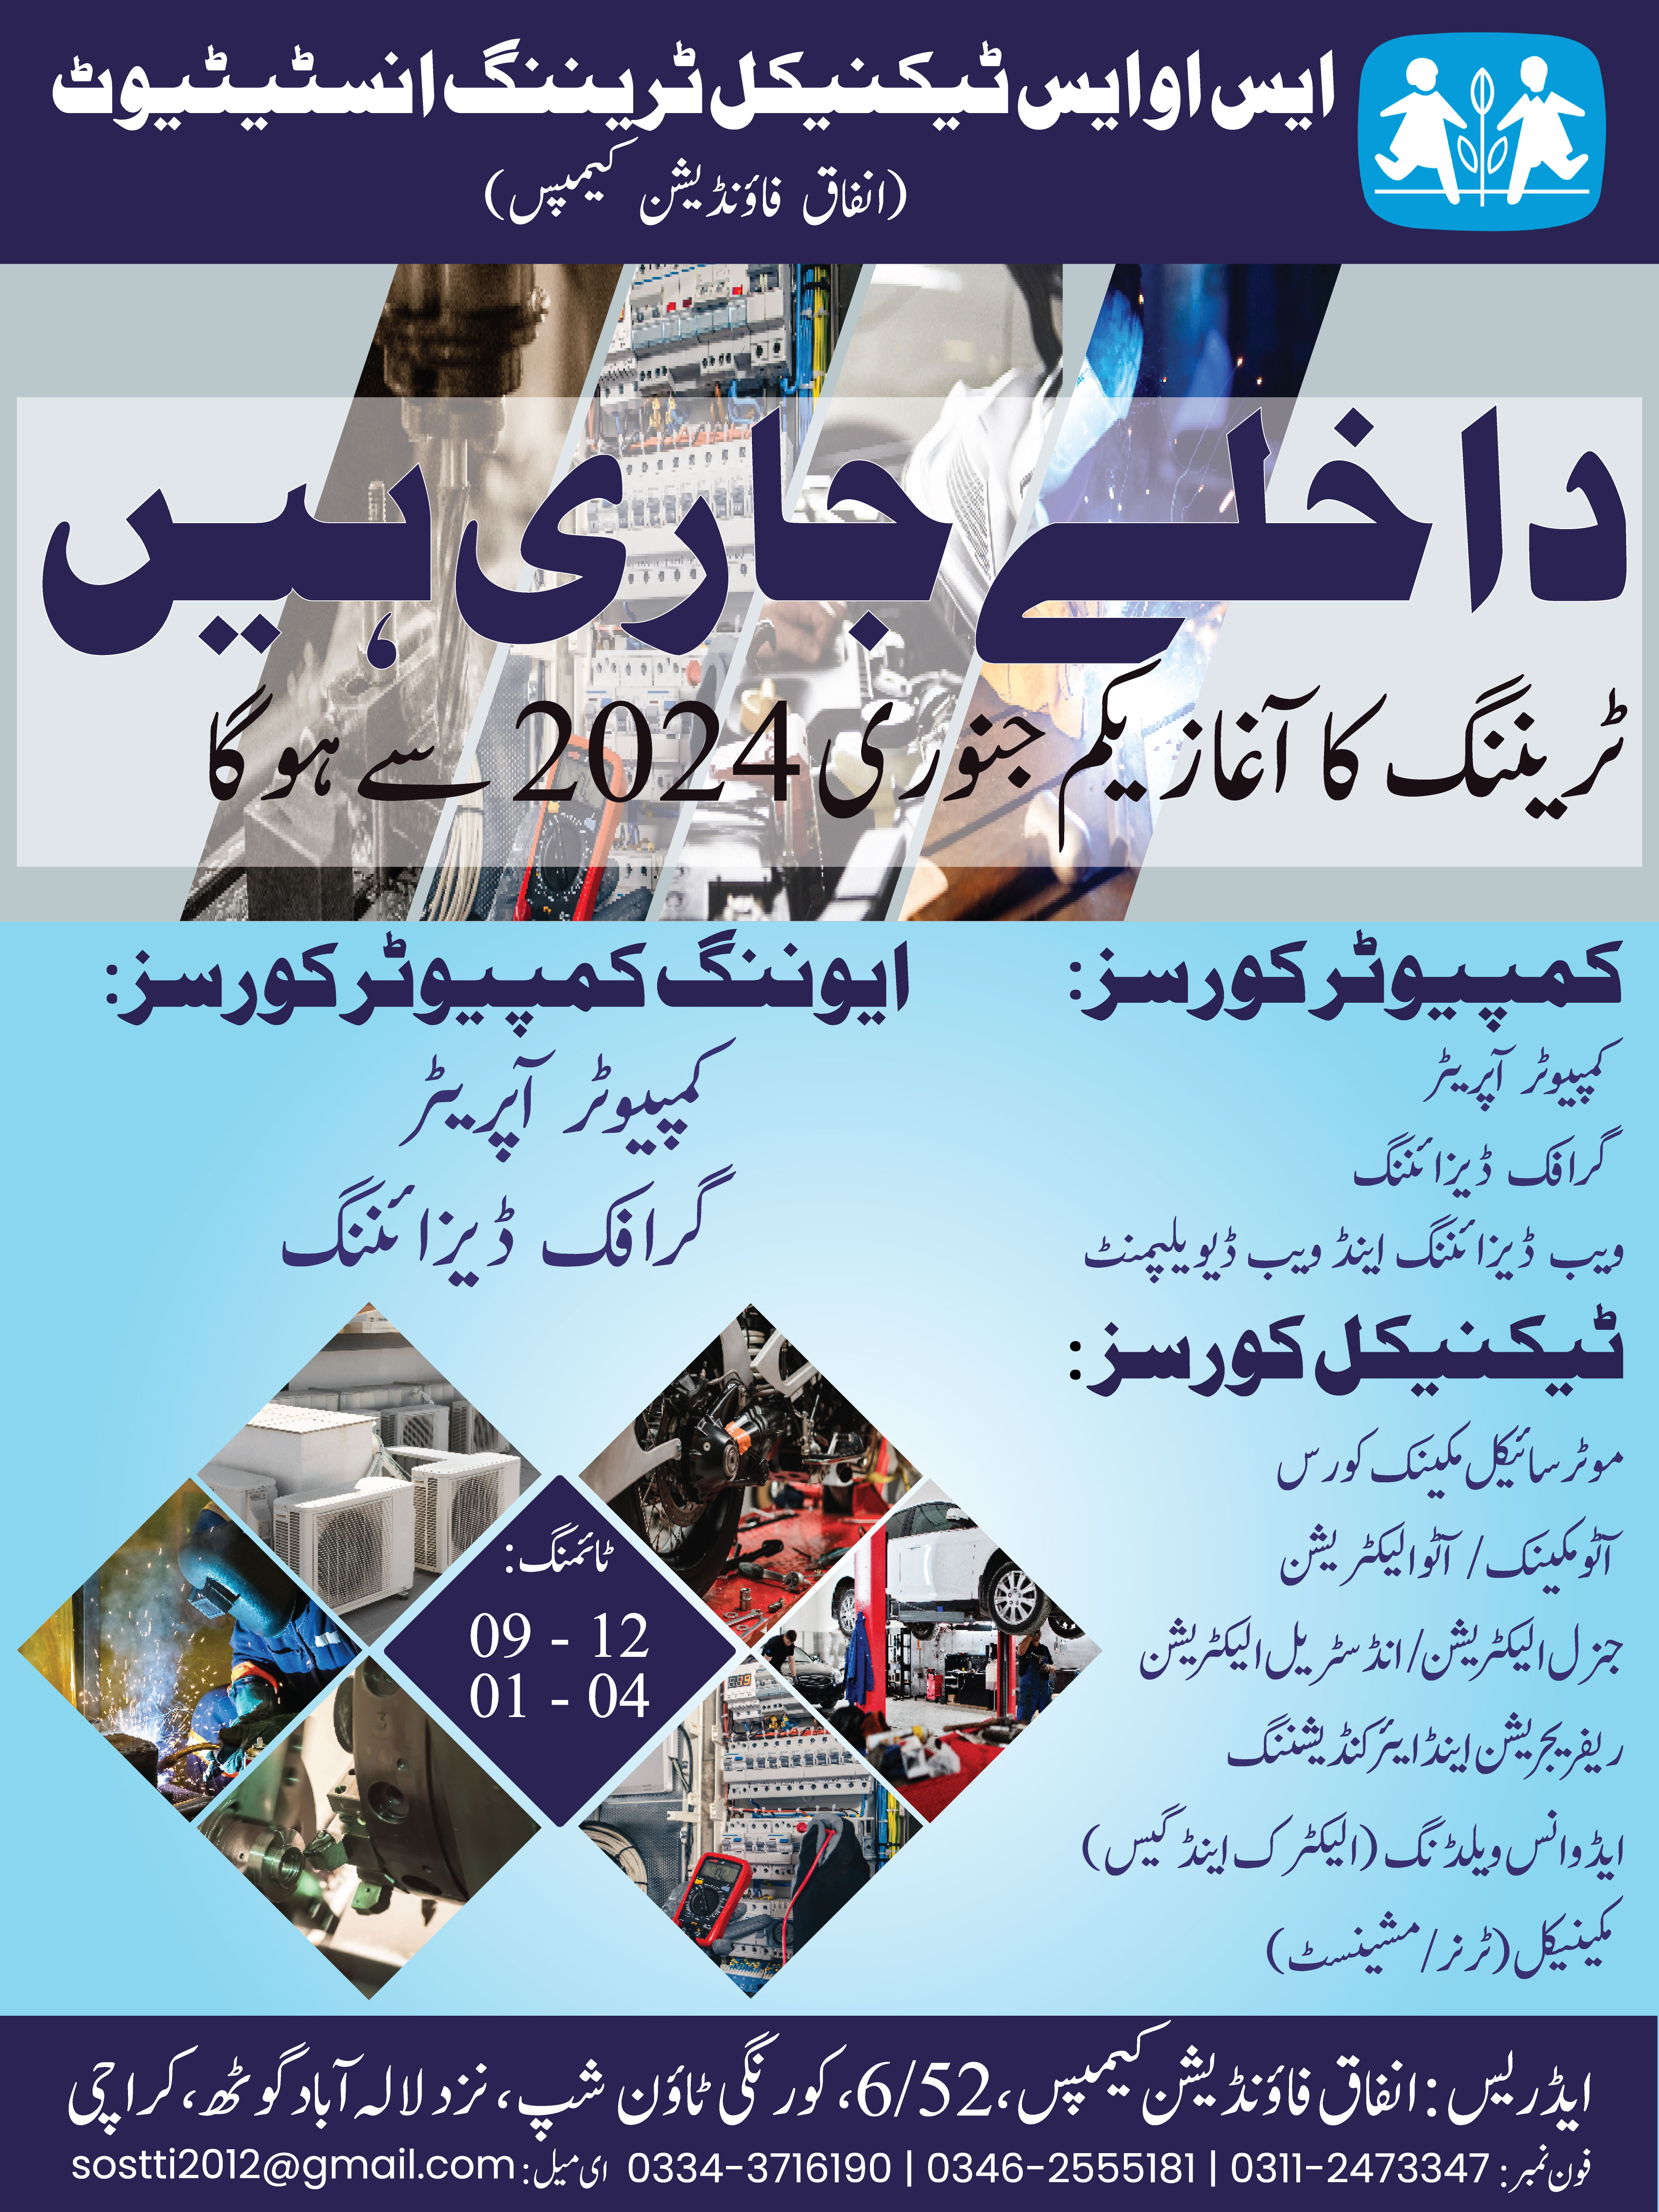 ایس او ایس ٹیکنیکل ٹریننگ انسٹیٹیوٹ
(انفاق فاؤنڈیشن کیمپس)
داخلے جاری ہیں
ٹریننگ کا آغاز یکم جنوری 2024 سے ہو گا
کمپیوٹر کورسز:
کمپیوٹر آپریٹر
گرافک ڈیزائننگ
ویب ڈیزائننگ اینڈ ویب ڈیویلپمنٹ
ایوننگ کمپیوٹر کورسز:
کمپیوٹر آپریٹر
گرافک ڈیزائننگ
ٹیکنیکل کورسز:
موٹر سائیکل مکینک کورس
آٹو مکینک / آٹو الیکٹریشن
جنرل الیکٹریشن/انڈسٹریل الیکٹریشن
ریفریجریشن اینڈ ایئر کنڈیشننگ
ایڈوانس ویلڈنگ (الیکٹرک اینڈ گیس)
مکینیکل (ٹرنر/مشینسٹ)
ٹائمنگ:
09 - 12
01 - 04
ایڈریس: انفاق فاؤنڈیشن کیمپس، 6/52، کورنگی ٹاؤن شپ، نزد لالہ آباد گوٹھ، کراچی
فون نمبر: 0311-2473347 | 0346-2555181 | 0334-3716190 ای میل: sostti2012@gmail.com